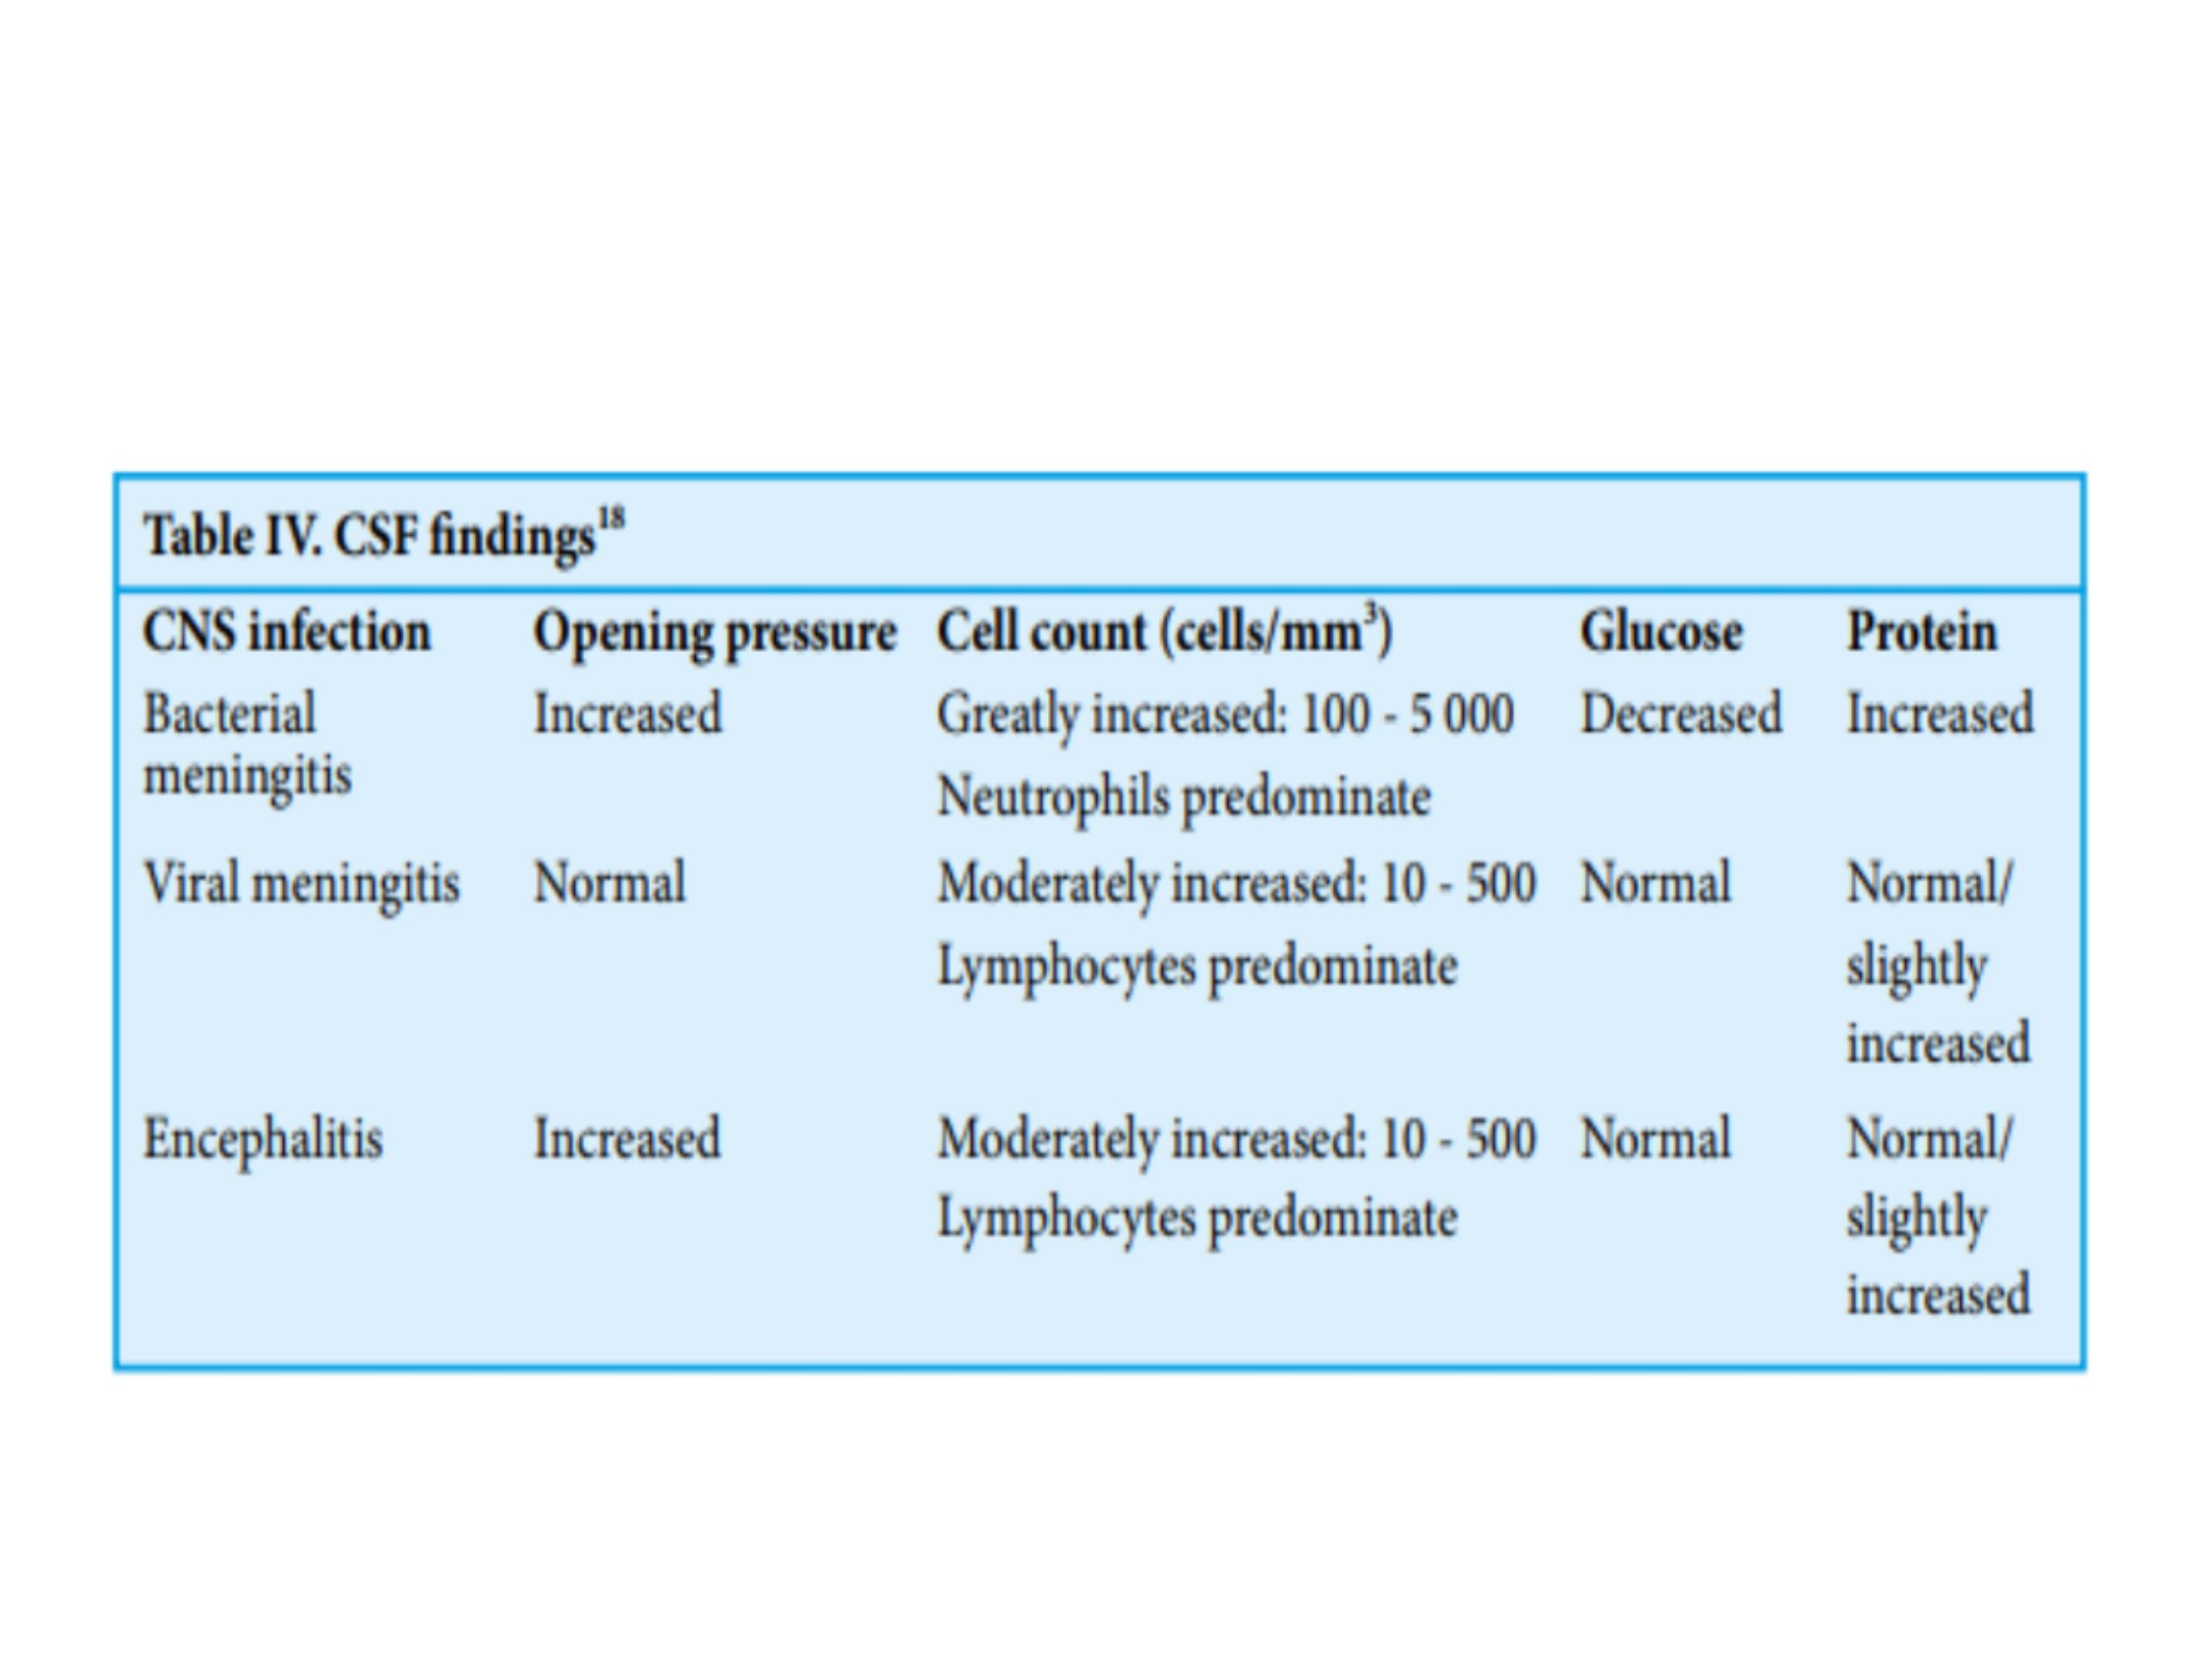 Table IV. CSF findings18
CNS infection Opening pressure Cell count (cells/mm3) Glucose Protein
Bacterial meningitis Increased Greatly increased: 100 - 5 000 Decreased Increased
Neutrophils predominate
Viral meningitis Normal Moderately increased: 10 - 500 Normal Normal/
Lymphocytes predominate slightly
increased
Encephalitis Increased Moderately increased: 10 - 500 Normal Normal/
Lymphocytes predominate slightly
increased